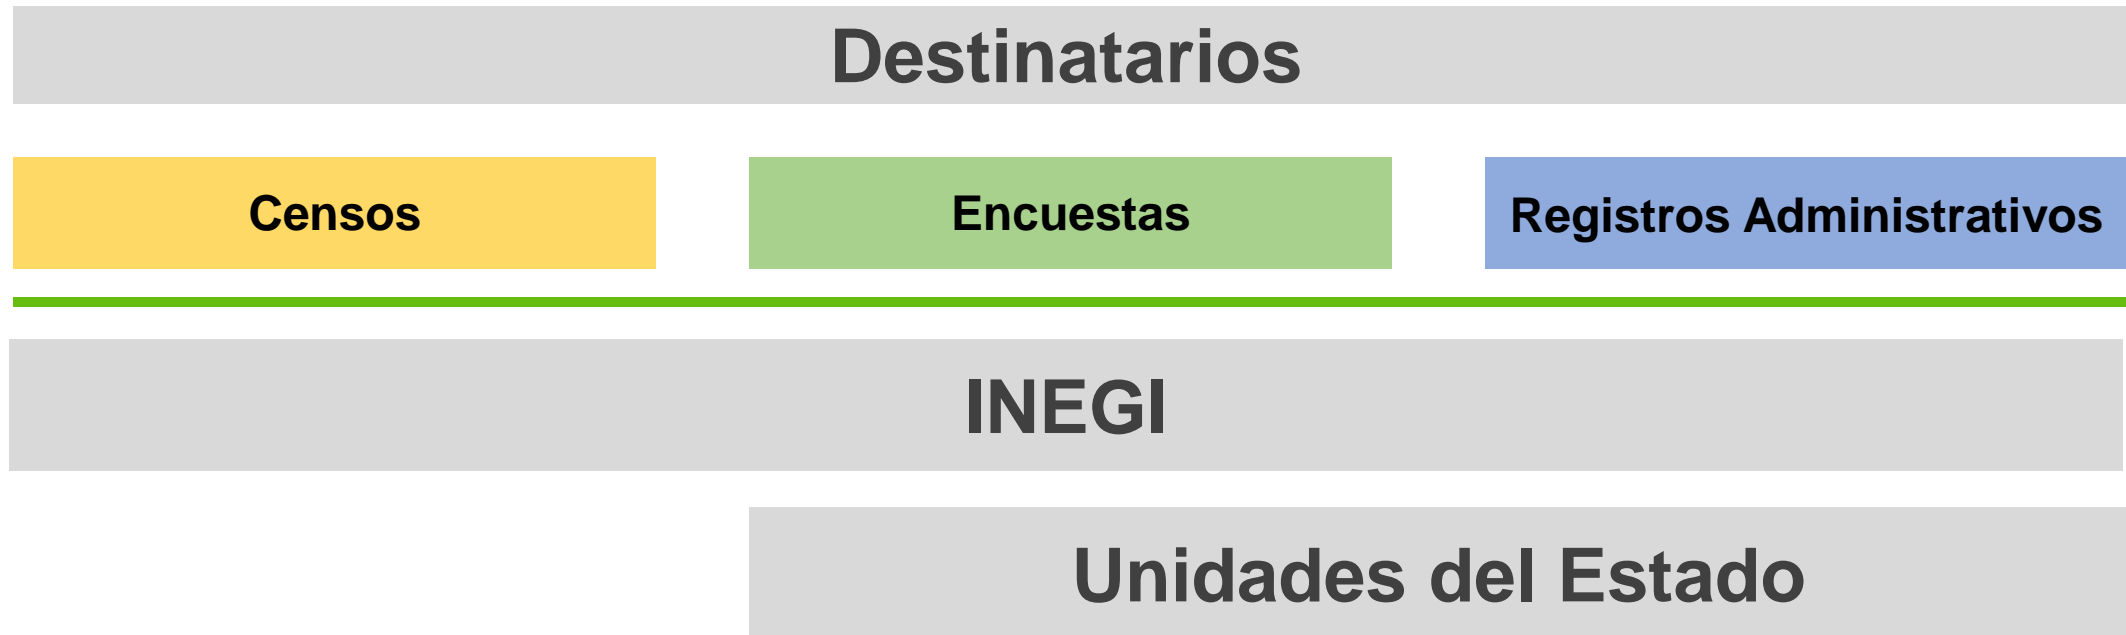 Destinatarios
Censos
Encuestas
Registros Administrativos
INEGI
Unidades del Estado